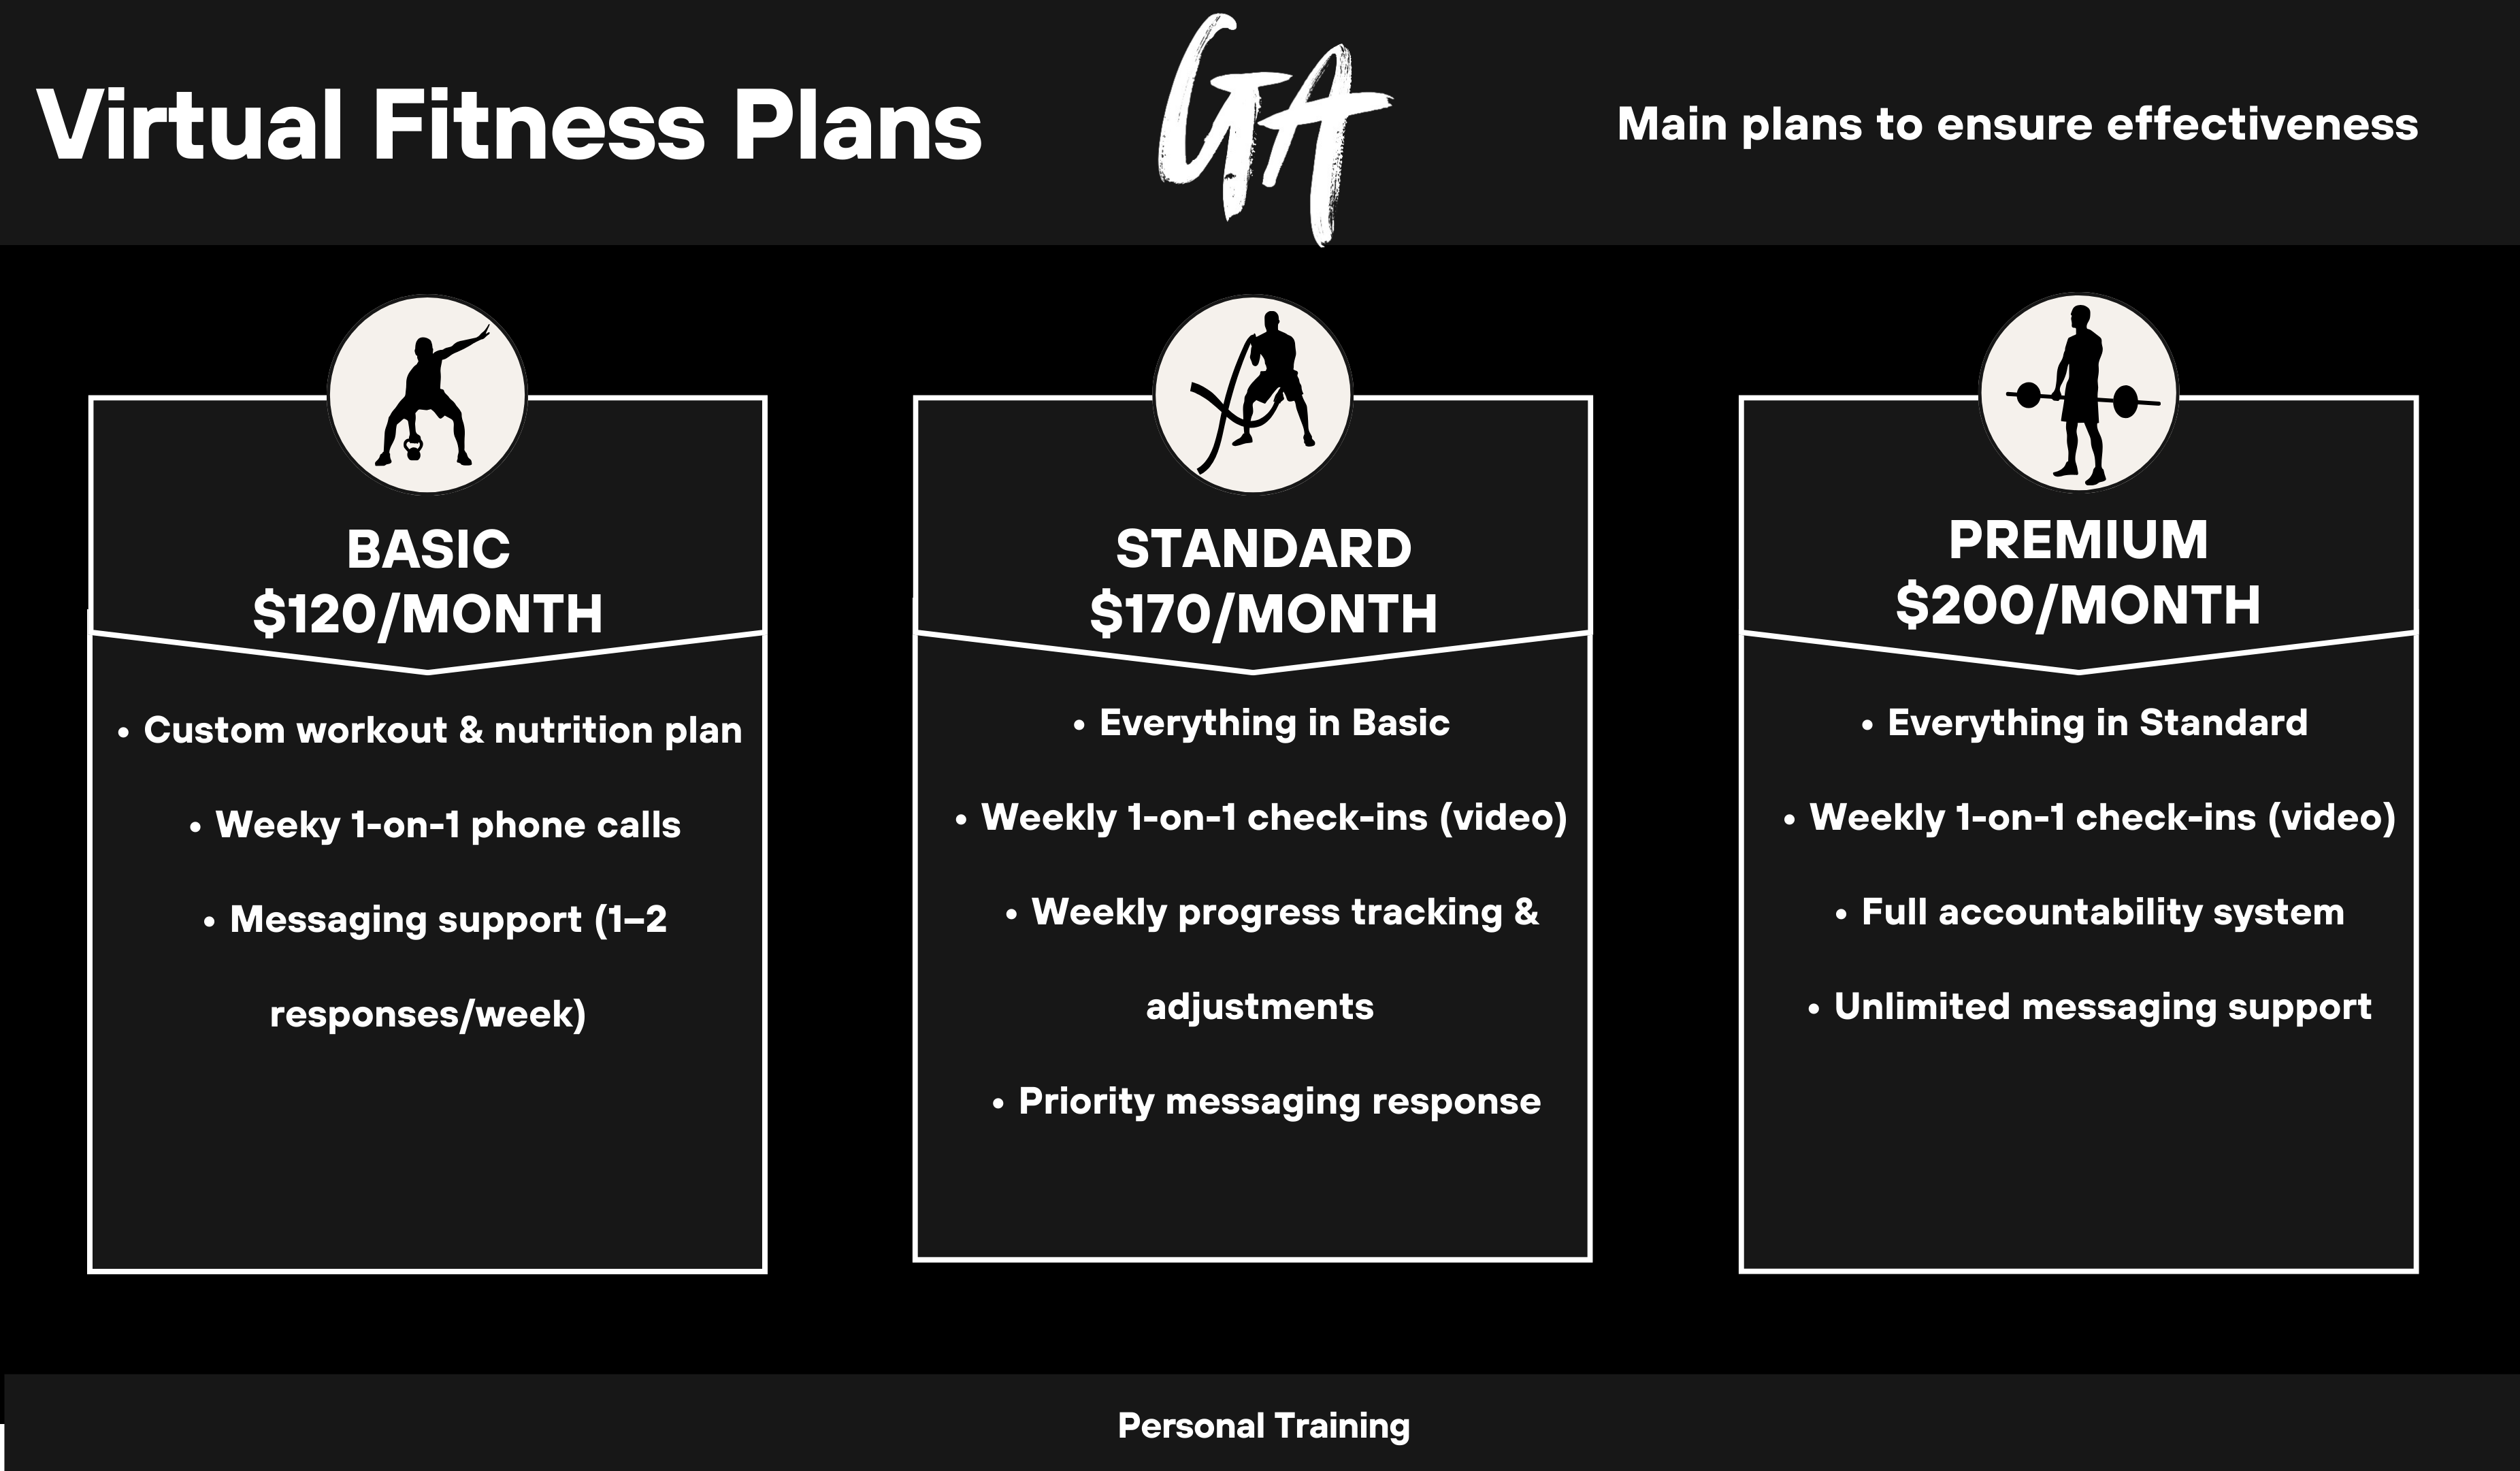 Virtual Fitness Plans
GA
Main plans to ensure effectiveness
BASIC
$120/MONTH
• Custom workout & nutrition plan
• Weeky 1-on-1 phone calls
• Messaging support (1–2
responses/week)
STANDARD
$170/MONTH
• Everything in Basic
• Weekly 1-on-1 check-ins (video)
• Weekly progress tracking &
adjustments
• Priority messaging response
PREMIUM
$200/MONTH
• Everything in Standard
• Weekly 1-on-1 check-ins (video)
• Full accountability system
• Unlimited messaging support
Personal Training